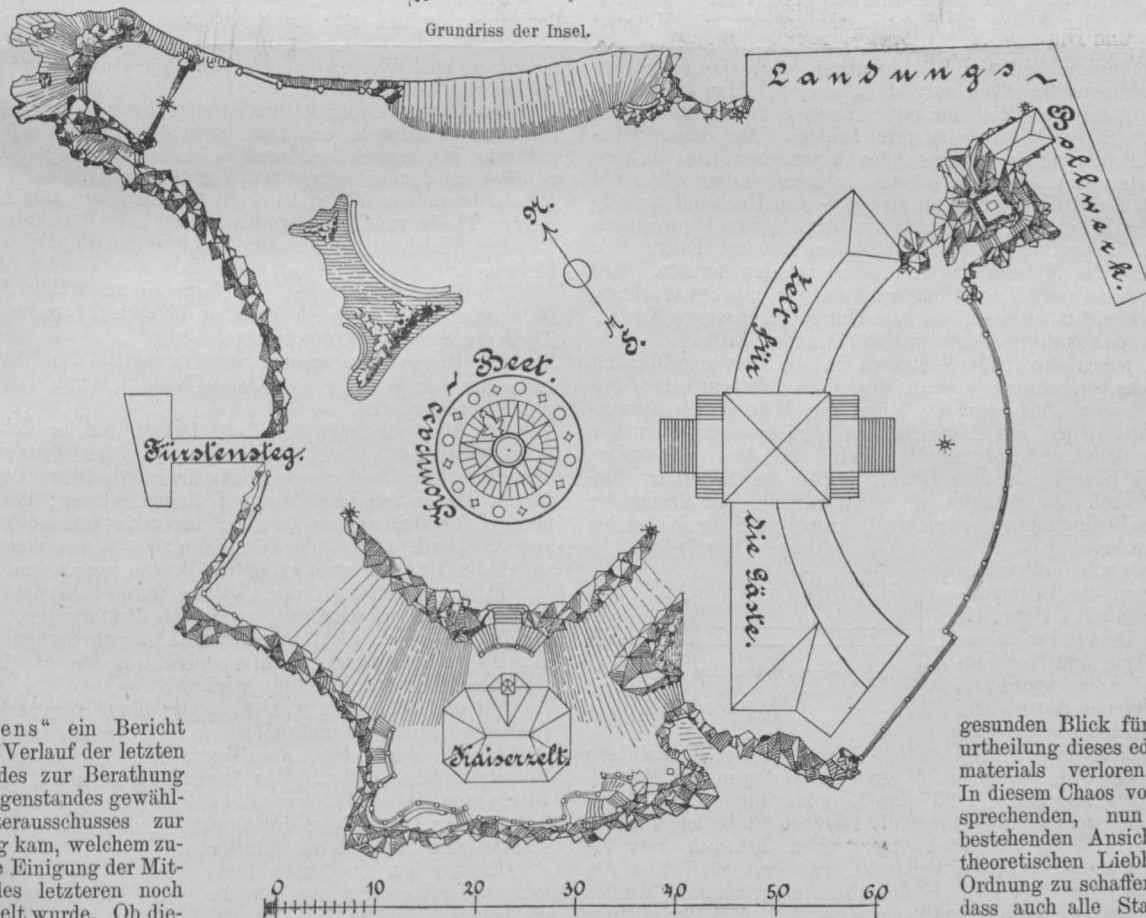 Grundriss der Insel.
Landungs-
Bollwerk.
N.
S.
Zelt für
die Gäste.
Fürstensteg.
Schmuck-
Beet.
Kaiserzelt.
0 10 20 30 40 50 60
ens“ ein Bericht
Verlauf der letzten
des zur Berathung
genstandes gewähl-
erausschusses zur
g kam, welchem zu-
e Einigung der Mit-
des letzteren noch
elt wurde. Ob die-
gesunden Blick für
urtheilung dieses ed
materials verloren
In diesem Chaos vo
sprechenden, nun
bestehenden Ansich
theoretischen Liebh
Ordnung zu schaffen
dass auch alle Sta